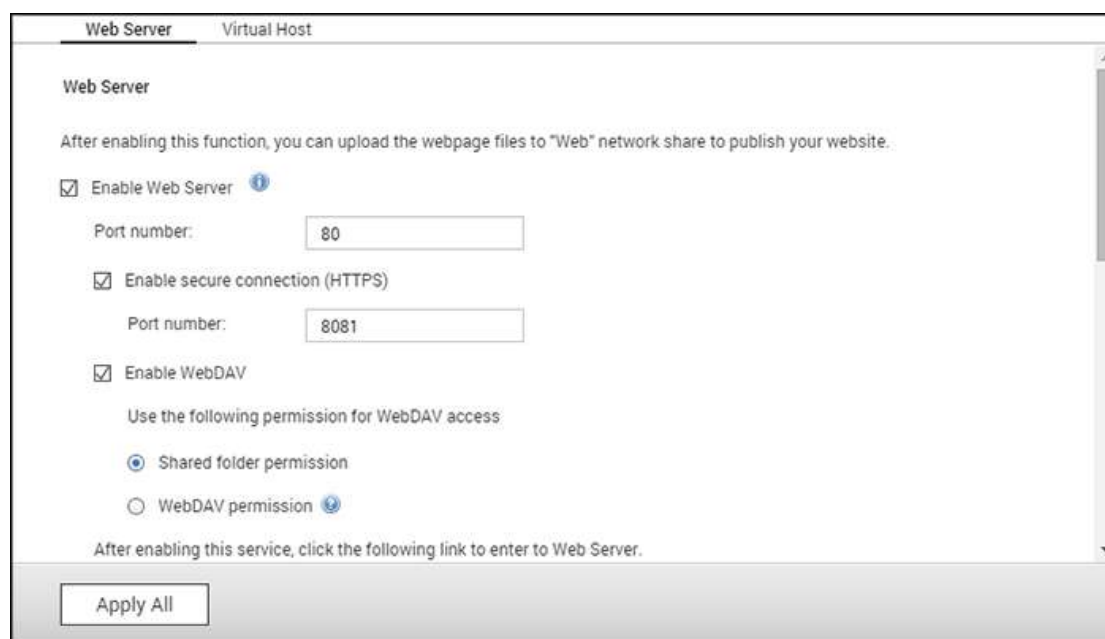 Web Server Virtual Host
Web Server
After enabling this function, you can upload the webpage files to "Web" network share to publish your website.
Enable Web Server
Port number: 80
Enable secure connection (HTTPS)
Port number: 8081
Enable WebDAV
Use the following permission for WebDAV access
Shared folder permission
WebDAV permission
After enabling this service, click the following link to enter to Web Server.
Apply All